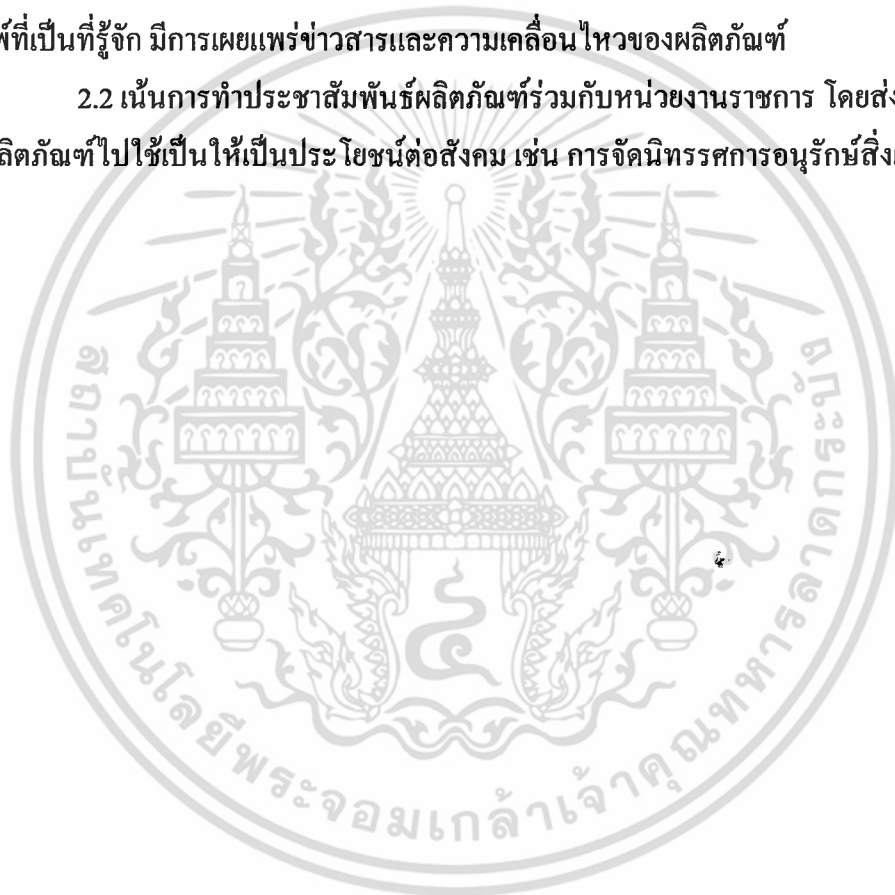 ที่เป็นที่รู้จัก มีการเผยแพร่ข่าวสารและความเคลื่อนไหวของผลิตภัณฑ์
2.2 เน้นการทำประชาสัมพันธ์ผลิตภัณฑ์ร่วมกับหน่วยงานราชการ โดยส่ง
ลิตภัณฑ์ไปใช้เป็นให้เป็นประโยชน์ต่อสังคม เช่น การจัดนิทรรศการอนุรักษ์สิ่ง
สถาบันเทคโนโลยีพระจอมเกล้าเจ้าคุณทหารลาดกระบัง
๔